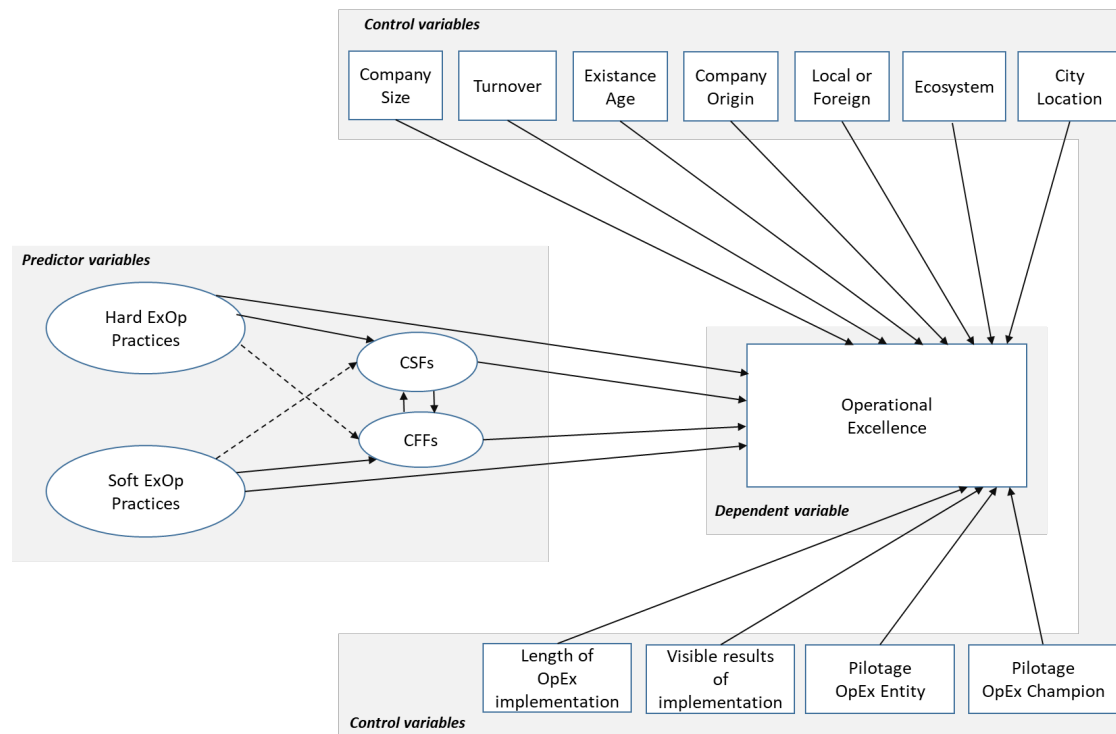 Control variables
Company
Size
Turnover
Existance
Age
Company
Origin
Local or
Foreign
Ecosystem
City
Location
Predictor variables
Hard ExOp
Practices
CSFs
CFFs
Soft ExOp
Practices
Operational
Excellence
Dependent variable
Length of
OpEx
implementation
Visible results
of
implementation
Pilotage
OpEx Entity
Pilotage
OpEx Champion
Control variables